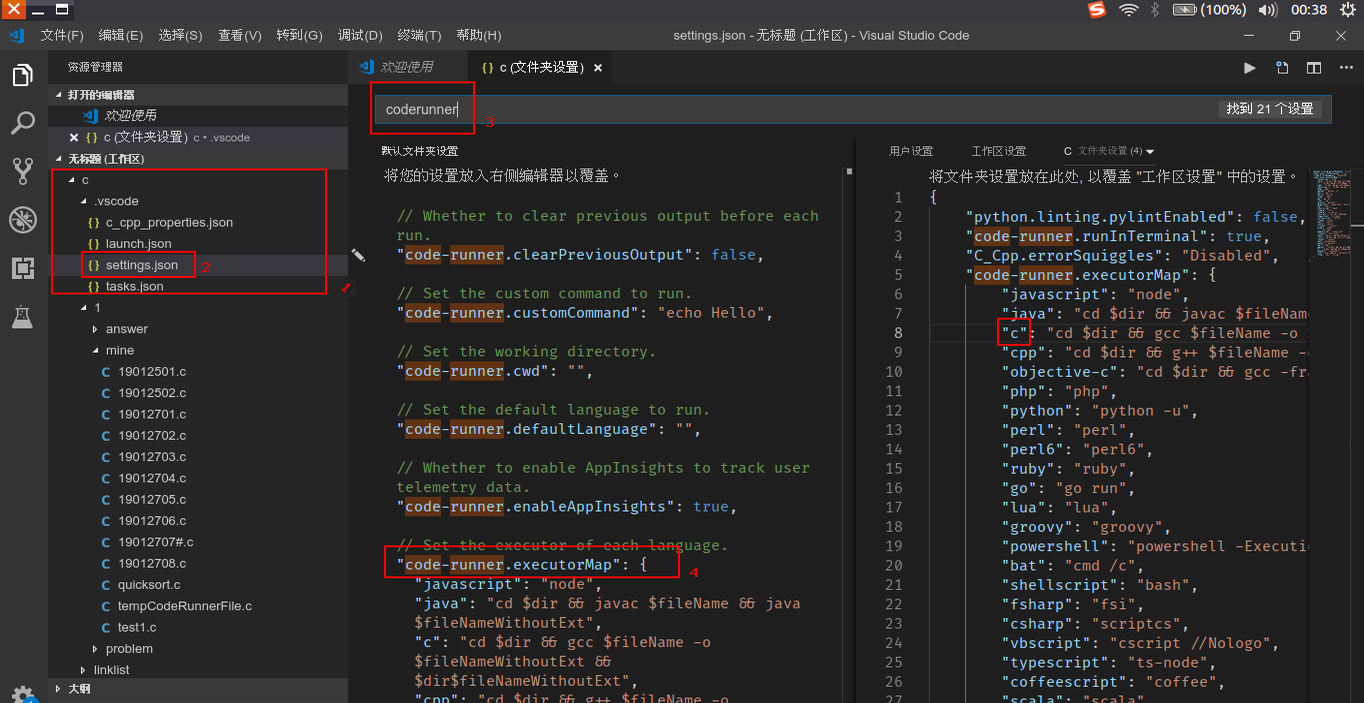 (100%) 00:38
文件(F) 编辑(E) 选择(S) 查看(V) 转到(G) 调试(D) 终端(T) 帮助(H)
settings.json - 无标题 (工作区) - Visual Studio Code
资源管理器
打开的编辑器
欢迎使用
c (文件夹设置) c • .vscode
无标题 (工作区)
c
.vscode
{} c_cpp_properties.json
{} launch.json
{} settings.json 2
{} tasks.json
1
1
answer
mine
C 19012501.c
C 19012502.c
C 19012701.c
C 19012702.c
C 19012703.c
C 19012704.c
C 19012705.c
C 19012706.c
C 19012707#.c
C 19012708.c
C quicksort.c
C tempCodeRunnerFile.c
C test1.c
problem
linklist
大纲
欢迎使用
{} c (文件夹设置) ×
coderunner 3
找到 21 个设置
默认文件夹设置
将您的设置放入右侧编辑器以覆盖。
// Whether to clear previous output before each
run.
"code-runner.clearPreviousOutput": false,
// Set the custom command to run.
"code-runner.customCommand": "echo Hello",
// Set the working directory.
"code-runner.cwd": "",
// Set the default language to run.
"code-runner.defaultLanguage": "",
// Whether to enable AppInsights to track user
telemetry data.
"code-runner.enableAppInsights": true,
// Set the executor of each language.
"code-runner.executorMap": { 4
"javascript": "node",
"java": "cd $dir && javac $fileName && java
$fileNameWithoutExt",
"c": "cd $dir && gcc $fileName -o
$fileNameWithoutExt &&
$dir$fileNameWithoutExt",
"cpp": "cd $dir && g++ $fileName -o
用户设置 工作区设置 C 文件夹设置 (4)
将文件夹设置放在此处, 以覆盖 "工作区设置" 中的设置。
1 {
2 "python.linting.pylintEnabled": false,
3 "code-runner.runInTerminal": true,
4 "C_Cpp.errorSquiggles": "Disabled",
5 "code-runner.executorMap": {
6 "javascript": "node",
7 "java": "cd $dir && javac $fileName
8 "c": "cd $dir && gcc $fileName -o
9 "cpp": "cd $dir && g++ $fileName -
10 "objective-c": "cd $dir && gcc -fra
11 "php": "php",
12 "python": "python -u",
13 "perl": "perl",
14 "perl6": "perl6",
15 "ruby": "ruby",
16 "go": "go run",
17 "lua": "lua",
18 "groovy": "groovy",
19 "powershell": "powershell -Executi
20 "bat": "cmd /c",
21 "shellscript": "bash",
22 "fsharp": "fsi",
23 "csharp": "scriptcs",
24 "vbscript": "cscript //Nologo",
25 "typescript": "ts-node",
26 "coffeescript": "coffee",
27 "scala": "scala"